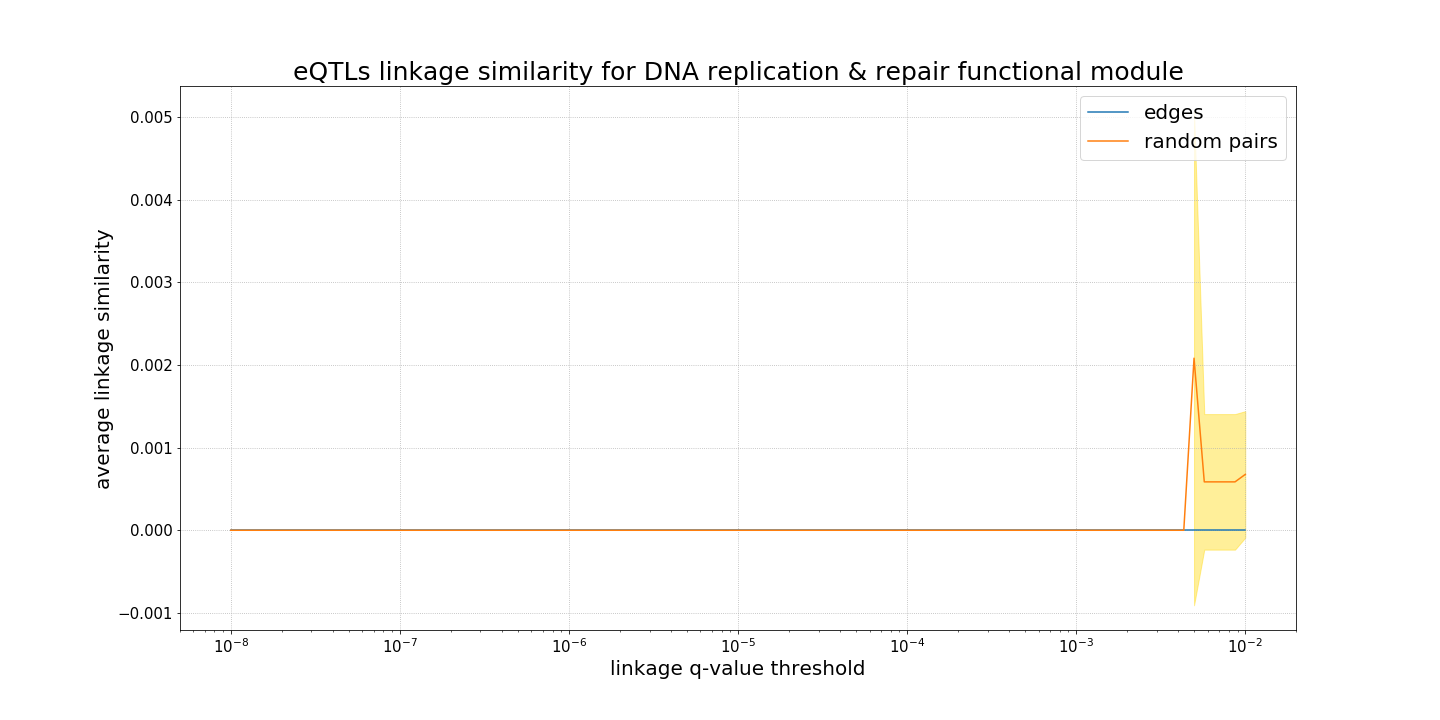 eQTLs linkage similarity for DNA replication & repair functional module
edges
random pairs
average linkage similarity
0.005
0.004
0.003
0.002
0.001
0.000
−0.001
10⁻⁸ 10⁻⁷ 10⁻⁶ 10⁻⁵ 10⁻⁴ 10⁻³ 10⁻²
linkage q-value threshold